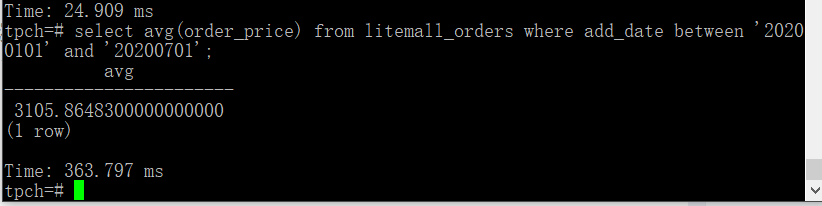 Time: 24.909 ms
tpch=# select avg(order_price) from litemall_orders where add_date between '2020
0101' and '20200701';
avg
-----------------------
3105.8648300000000000
(1 row)
Time: 363.797 ms
tpch=#